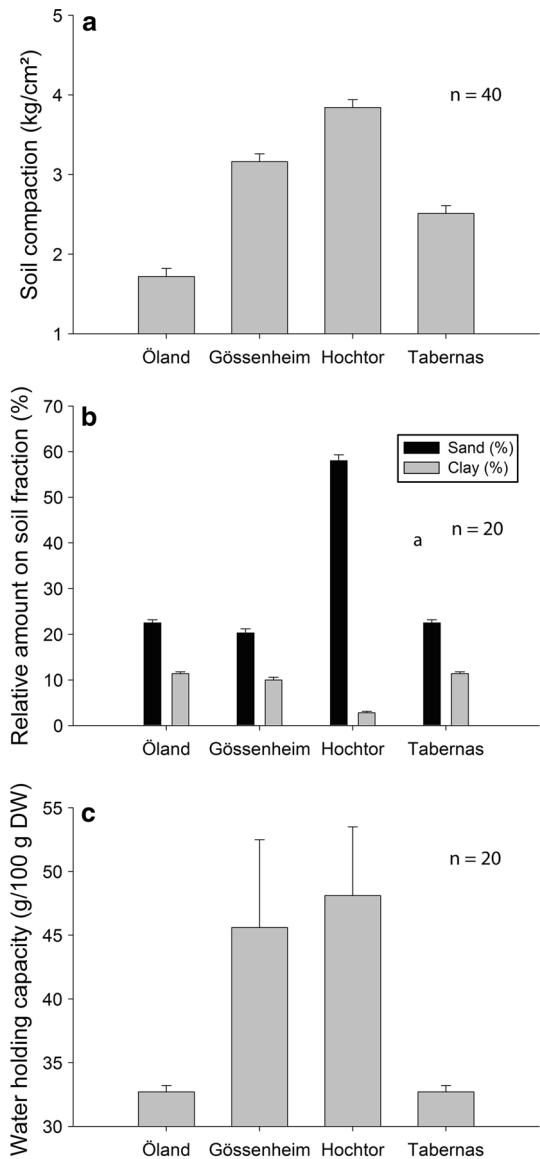 a
Soil compaction (kg/cm²)
5
4
3
2
1
n = 40
Öland Gössenheim Hochtor Tabernas
b
Relative amount on soil fraction (%)
70
60
50
40
30
20
10
0
Sand (%)
Clay (%)
a n = 20
Öland Gössenheim Hochtor Tabernas
c
Water holding capacity (g/100 g DW)
55
50
45
40
35
30
n = 20
Öland Gössenheim Hochtor Tabernas